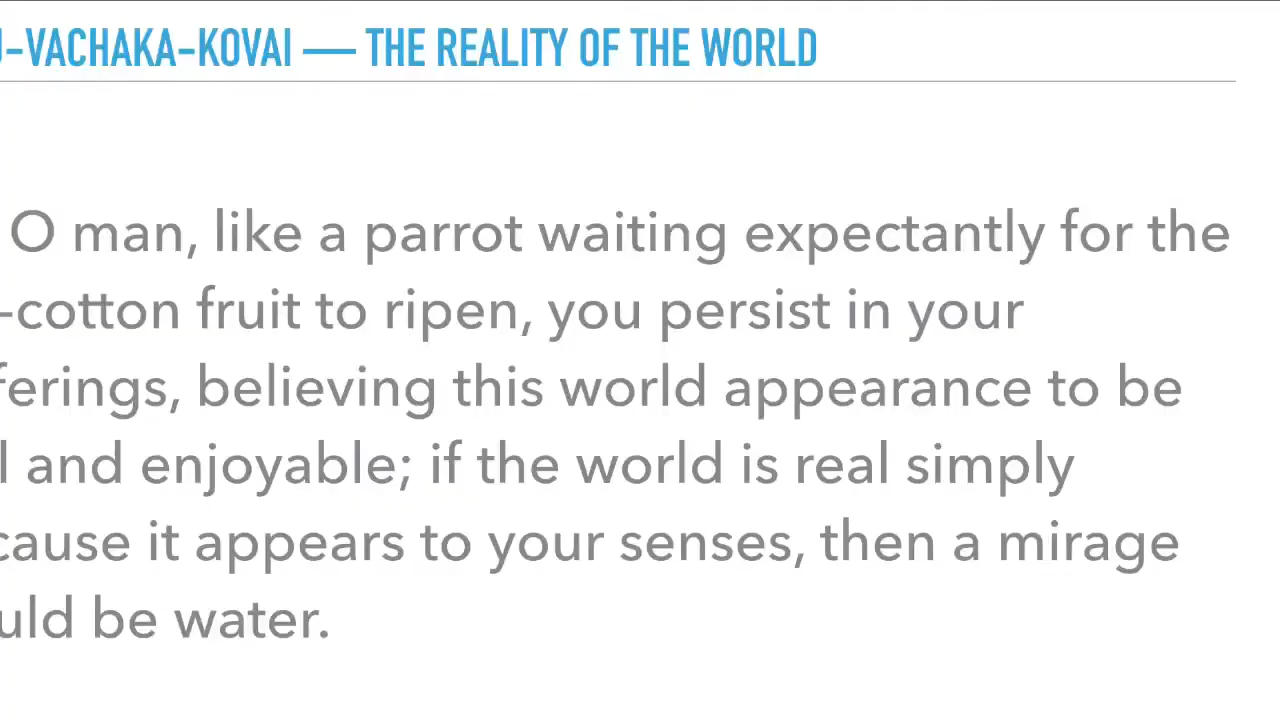 -VACHAKA-KOVAI — THE REALITY OF THE WORLD
O man, like a parrot waiting expectantly for the
-cotton fruit to ripen, you persist in your
ferings, believing this world appearance to be
l and enjoyable; if the world is real simply
cause it appears to your senses, then a mirage
uld be water.